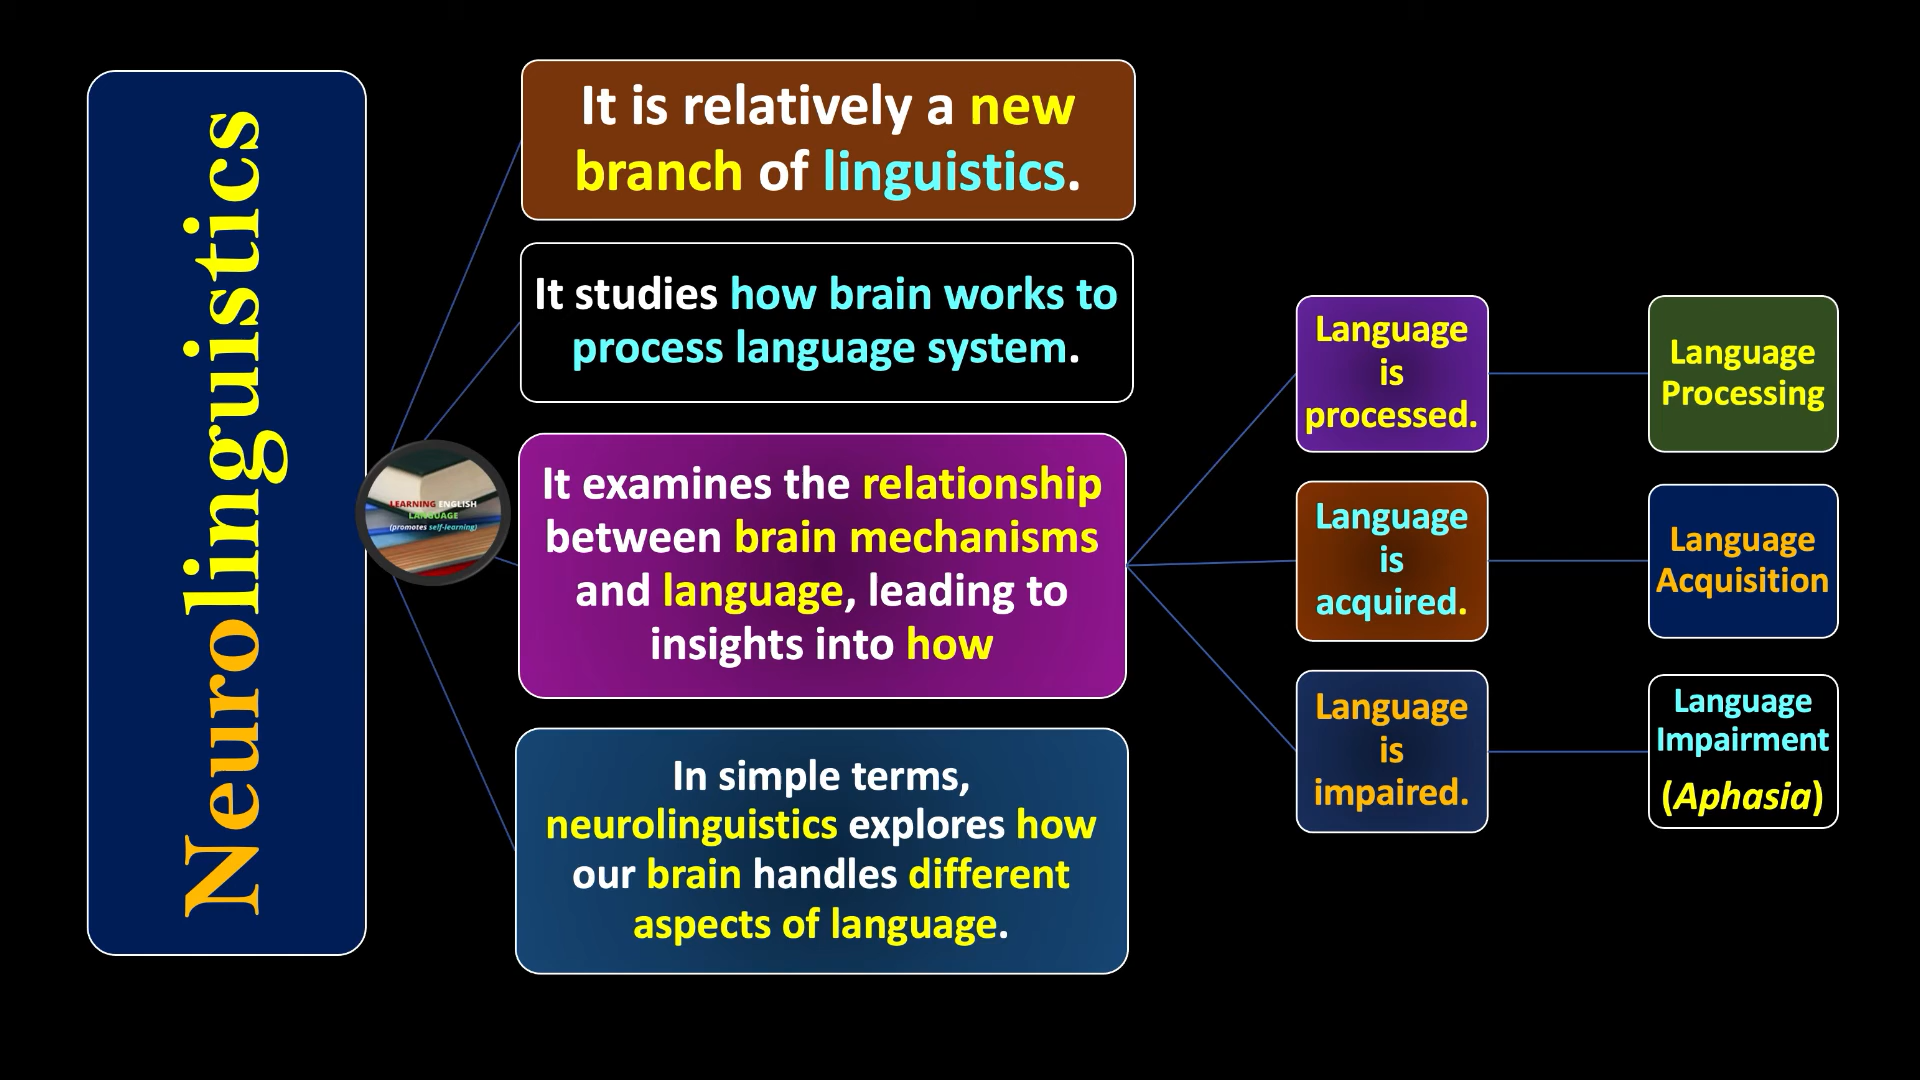 Neurolinguistics
It is relatively a new
branch of linguistics.
It studies how brain works to
process language system.
LEARNING ENGLISH
LANGUAGE
(promotes self-learning)
It examines the relationship
between brain mechanisms
and language, leading to
insights into how
In simple terms,
neurolinguistics explores how
our brain handles different
aspects of language.
Language
is
processed.
Language
Processing
Language
is
acquired.
Language
Acquisition
Language
is
impaired.
Language
Impairment
(Aphasia)